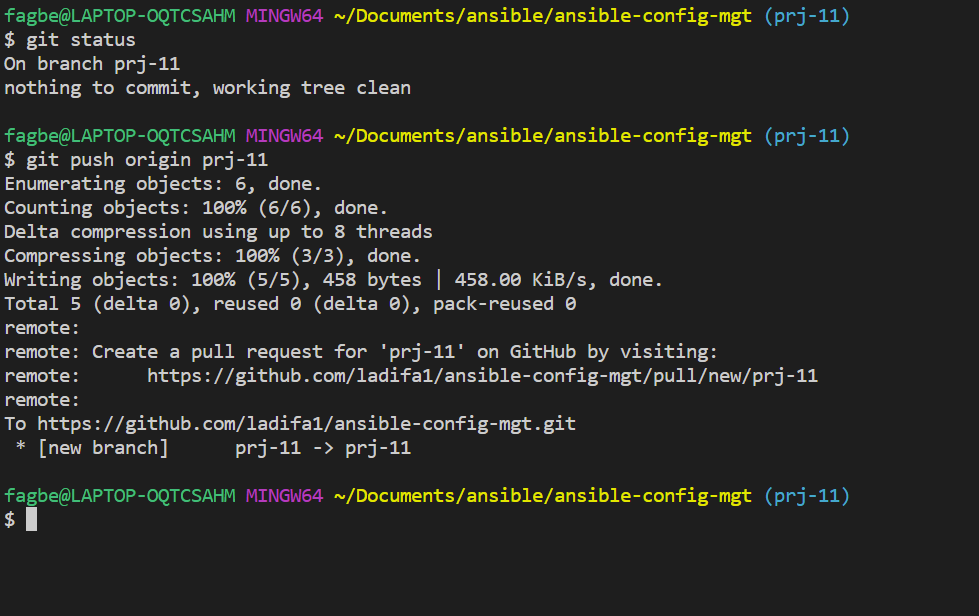 fagbe@LAPTOP-OQTCSAHM MINGW64 ~/Documents/ansible/ansible-config-mgt (prj-11)
$ git status
On branch prj-11
nothing to commit, working tree clean
fagbe@LAPTOP-OQTCSAHM MINGW64 ~/Documents/ansible/ansible-config-mgt (prj-11)
$ git push origin prj-11
Enumerating objects: 6, done.
Counting objects: 100% (6/6), done.
Delta compression using up to 8 threads
Compressing objects: 100% (3/3), done.
Writing objects: 100% (5/5), 458 bytes | 458.00 KiB/s, done.
Total 5 (delta 0), reused 0 (delta 0), pack-reused 0
remote:
remote: Create a pull request for 'prj-11' on GitHub by visiting:
remote:      https://github.com/ladifa1/ansible-config-mgt/pull/new/prj-11
remote:
To https://github.com/ladifa1/ansible-config-mgt.git
 * [new branch]      prj-11 -> prj-11
fagbe@LAPTOP-OQTCSAHM MINGW64 ~/Documents/ansible/ansible-config-mgt (prj-11)
$